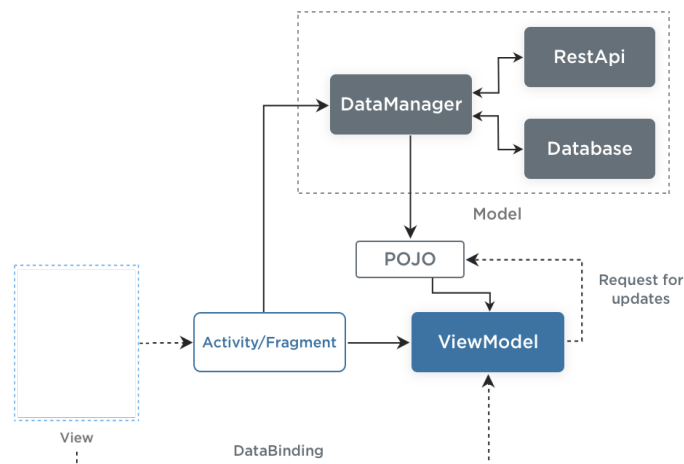 RestApi
DataManager
Database
Model
POJO
Request for
updates
Activity/Fragment
ViewModel
View
DataBinding